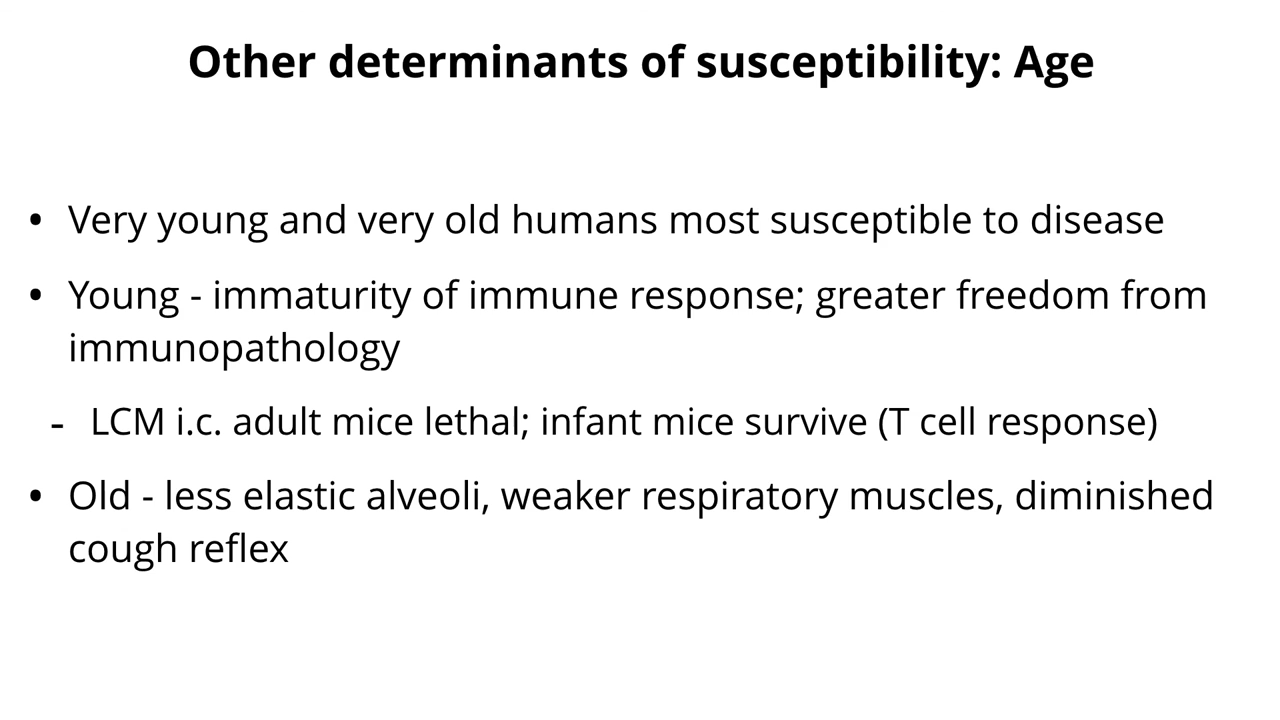 Other determinants of susceptibility: Age
• Very young and very old humans most susceptible to disease
• Young - immaturity of immune response; greater freedom from
immunopathology
- LCM i.c. adult mice lethal; infant mice survive (T cell response)
• Old - less elastic alveoli, weaker respiratory muscles, diminished
cough reflex